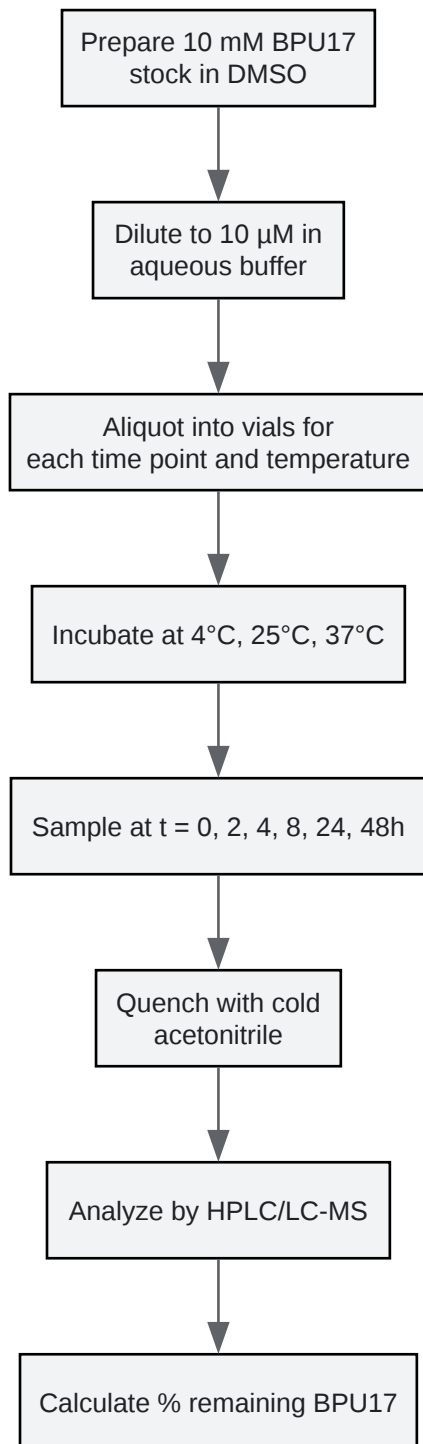 Prepare 10 mM BPU17
stock in DMSO
Dilute to 10 µM in
aqueous buffer
Aliquot into vials for
each time point and temperature
Incubate at 4°C, 25°C, 37°C
Sample at t = 0, 2, 4, 8, 24, 48h
Quench with cold
acetonitrile
Analyze by HPLC/LC-MS
Calculate % remaining BPU17